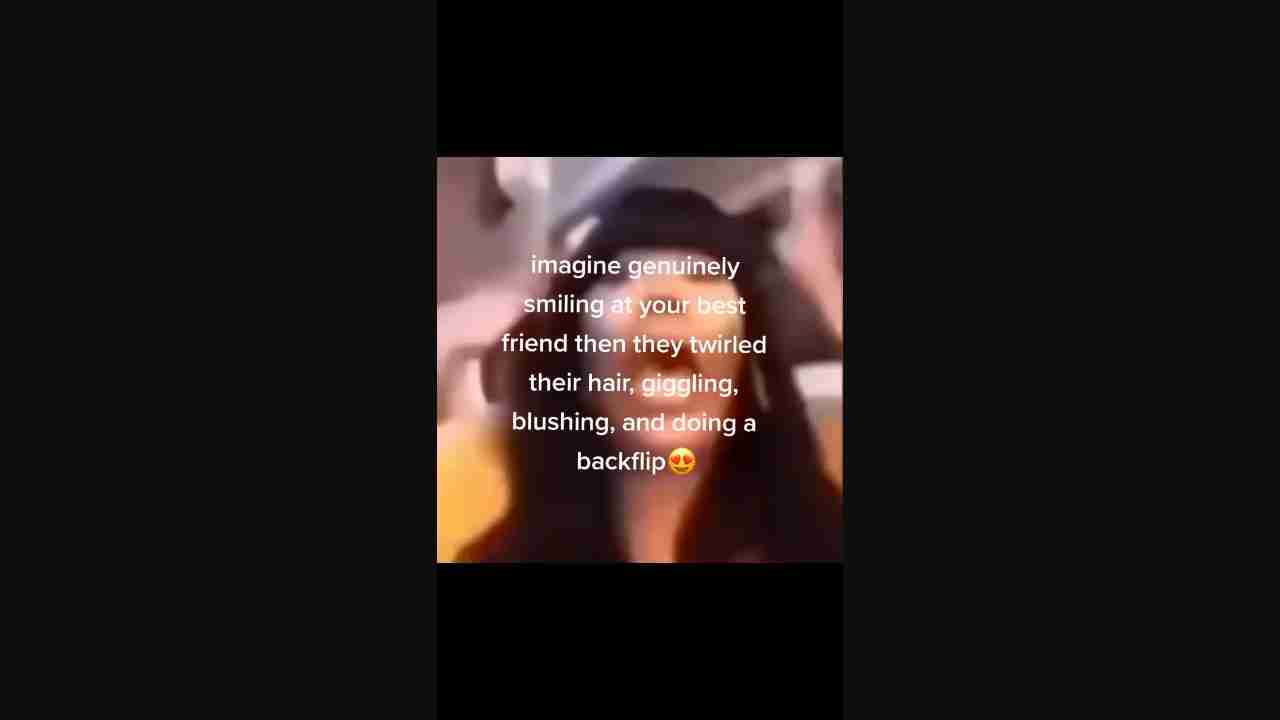 imagine genuinely
smiling at your best
friend then they twirled
their hair, giggling,
blushing, and doing a
backflip😍